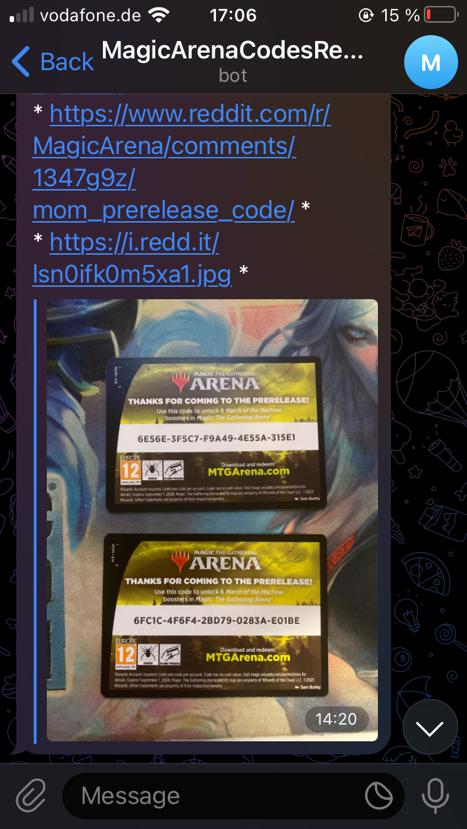 vodafone.de 17:06 15 %
Back MagicArenaCodesRe... M
bot
* https://www.reddit.com/r/
MagicArena/comments/
1347g9z/
mom_prerelease_code/ *
* https://i.redd.it/
lsn0ifk0m5xa1.jpg *
MAGIC THE GATHERING
ARENA
THANKS FOR COMING TO THE PRERELEASE!
Use this code to unlock 6 March of the Machine
boosters in Magic: The Gathering Arena
6E56E-3F5C7-F9A49-4E55A-315E1
EUROPE
12
Download and redeem:
MTGArena.com
MAGIC THE GATHERING
ARENA
THANKS FOR COMING TO THE PRERELEASE!
Use this code to unlock 6 March of the Machine
boosters in Magic: The Gathering Arena
6FC1C-4F6F4-2BD79-0283A-E01BE
EUROPE
12
Download and redeem:
MTGArena.com
14:20
Message